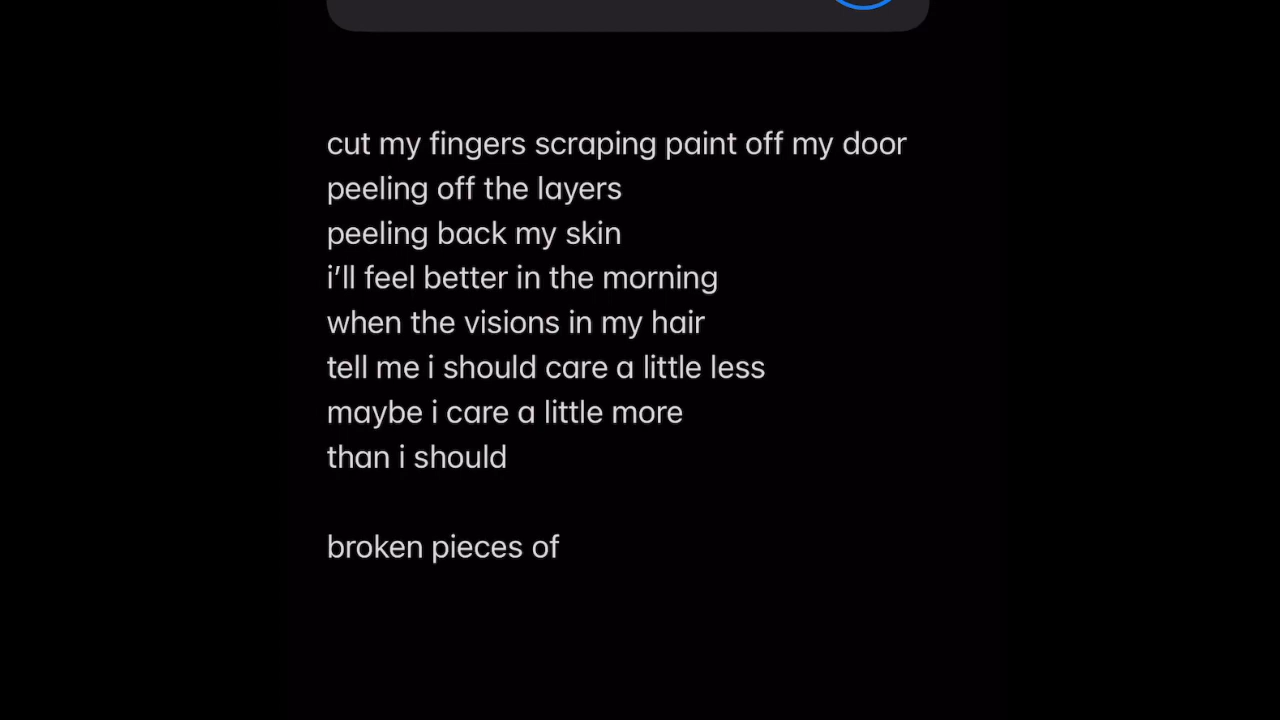 cut my fingers scraping paint off my door
peeling off the layers
peeling back my skin
i’ll feel better in the morning
when the visions in my hair
tell me i should care a little less
maybe i care a little more
than i should
broken pieces of